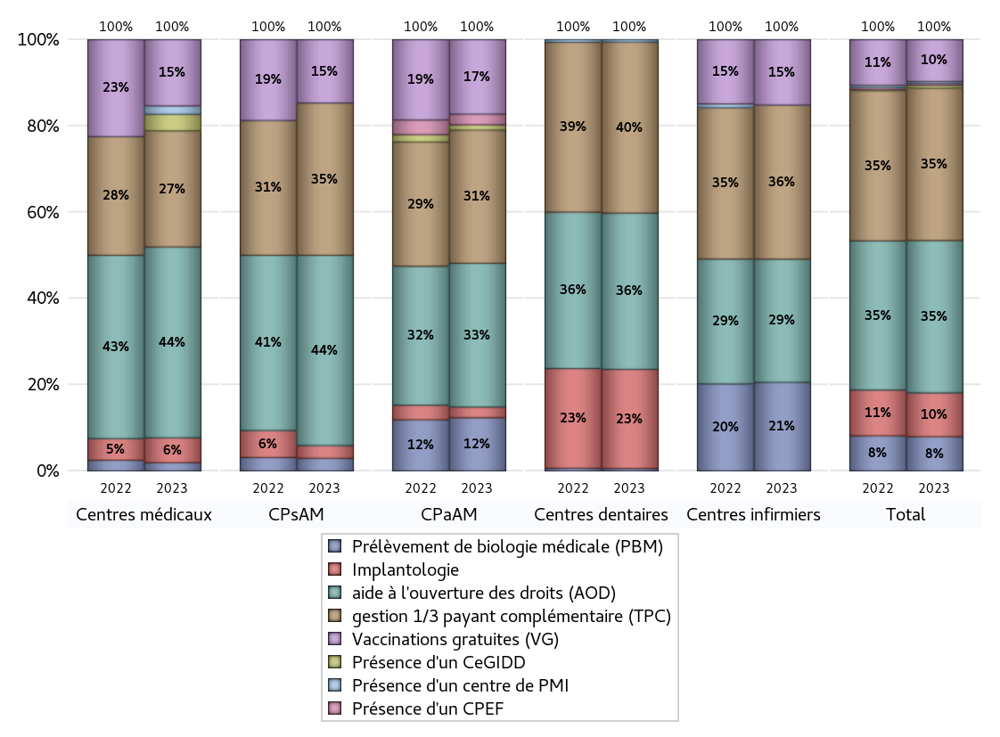 100% 100% 100% 100% 100% 100% 100% 100% 100% 100% 100% 100%
100%
80%
60%
40%
20%
0%
23% 15% 19% 15% 19% 17% 39% 40% 15% 15% 11% 10%
28% 27% 31% 35% 29% 31% 36% 36% 35% 36% 35% 35%
43% 44% 41% 44% 32% 33% 23% 23% 29% 29% 35% 35%
5% 6% 6% 12% 12% 20% 21% 11% 10%
8% 8%
2022 2023 2022 2023 2022 2023 2022 2023 2022 2023 2022 2023
Centres médicaux CPsAM CPaAM Centres dentaires Centres infirmiers Total
Prélèvement de biologie médicale (PBM)
Implantologie
aide à l'ouverture des droits (AOD)
gestion 1/3 payant complémentaire (TPC)
Vaccinations gratuites (VG)
Présence d'un CeGIDD
Présence d'un centre de PMI
Présence d'un CPEF